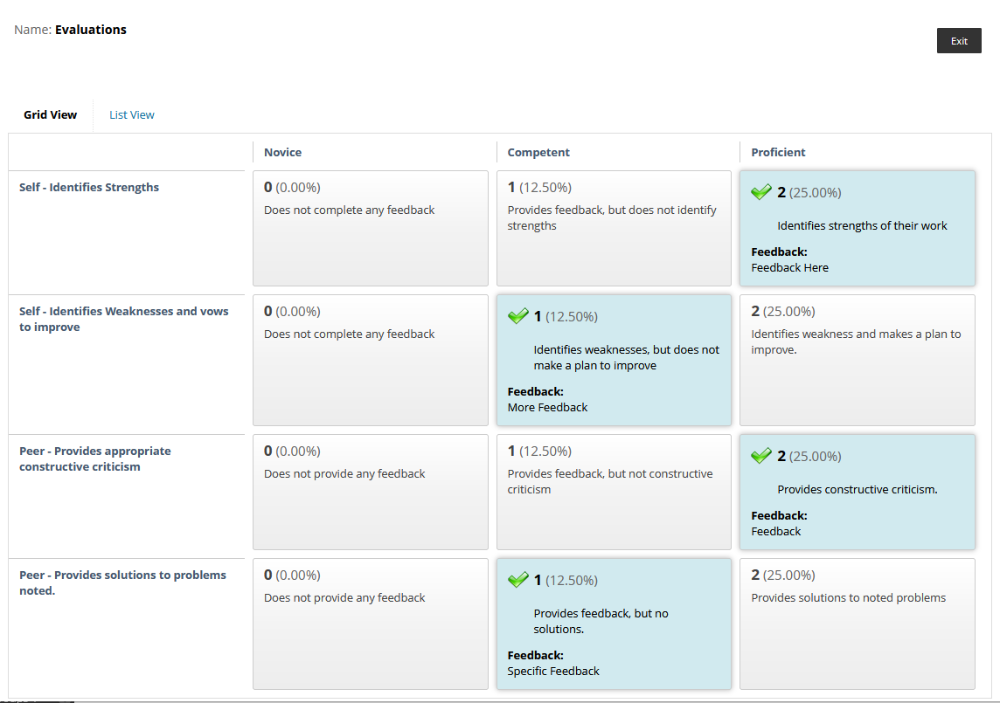 Name: Evaluations
Exit
Grid View
List View
Novice
Competent
Proficient
Self - Identifies Strengths
0 (0.00%)
Does not complete any feedback
1 (12.50%)
Provides feedback, but does not identify
strengths
2 (25.00%)
Identifies strengths of their work
Feedback:
Feedback Here
Self - Identifies Weaknesses and vows
to improve
0 (0.00%)
Does not complete any feedback
1 (12.50%)
Identifies weaknesses, but does not
make a plan to improve
Feedback:
More Feedback
2 (25.00%)
Identifies weakness and makes a plan to
improve.
Peer - Provides appropriate
constructive criticism
0 (0.00%)
Does not provide any feedback
1 (12.50%)
Provides feedback, but not constructive
criticism
2 (25.00%)
Provides constructive criticism.
Feedback:
Feedback
Peer - Provides solutions to problems
noted.
0 (0.00%)
Does not provide any feedback
1 (12.50%)
Provides feedback, but no
solutions.
Feedback:
Specific Feedback
2 (25.00%)
Provides solutions to noted problems